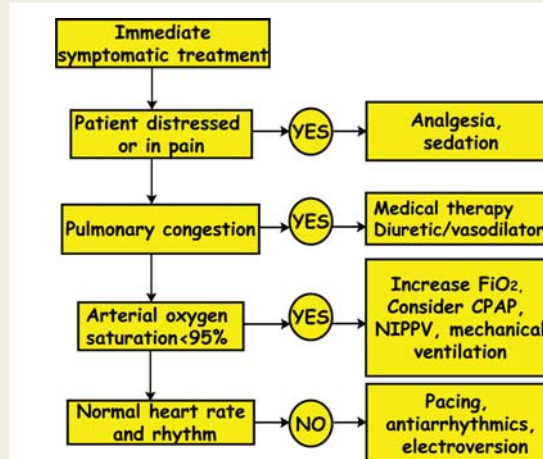 Immediate
symptomatic treatment
Patient distressed
or in pain
YES
Analgesia,
sedation
Pulmonary congestion
YES
Medical therapy
Diuretic/vasodilator
Arterial oxygen
saturation<95%
YES
Increase FiO2,
Consider CPAP,
NIPPV, mechanical
ventilation
Normal heart rate
and rhythm
NO
Pacing,
antiarrhythmics,
electroversion